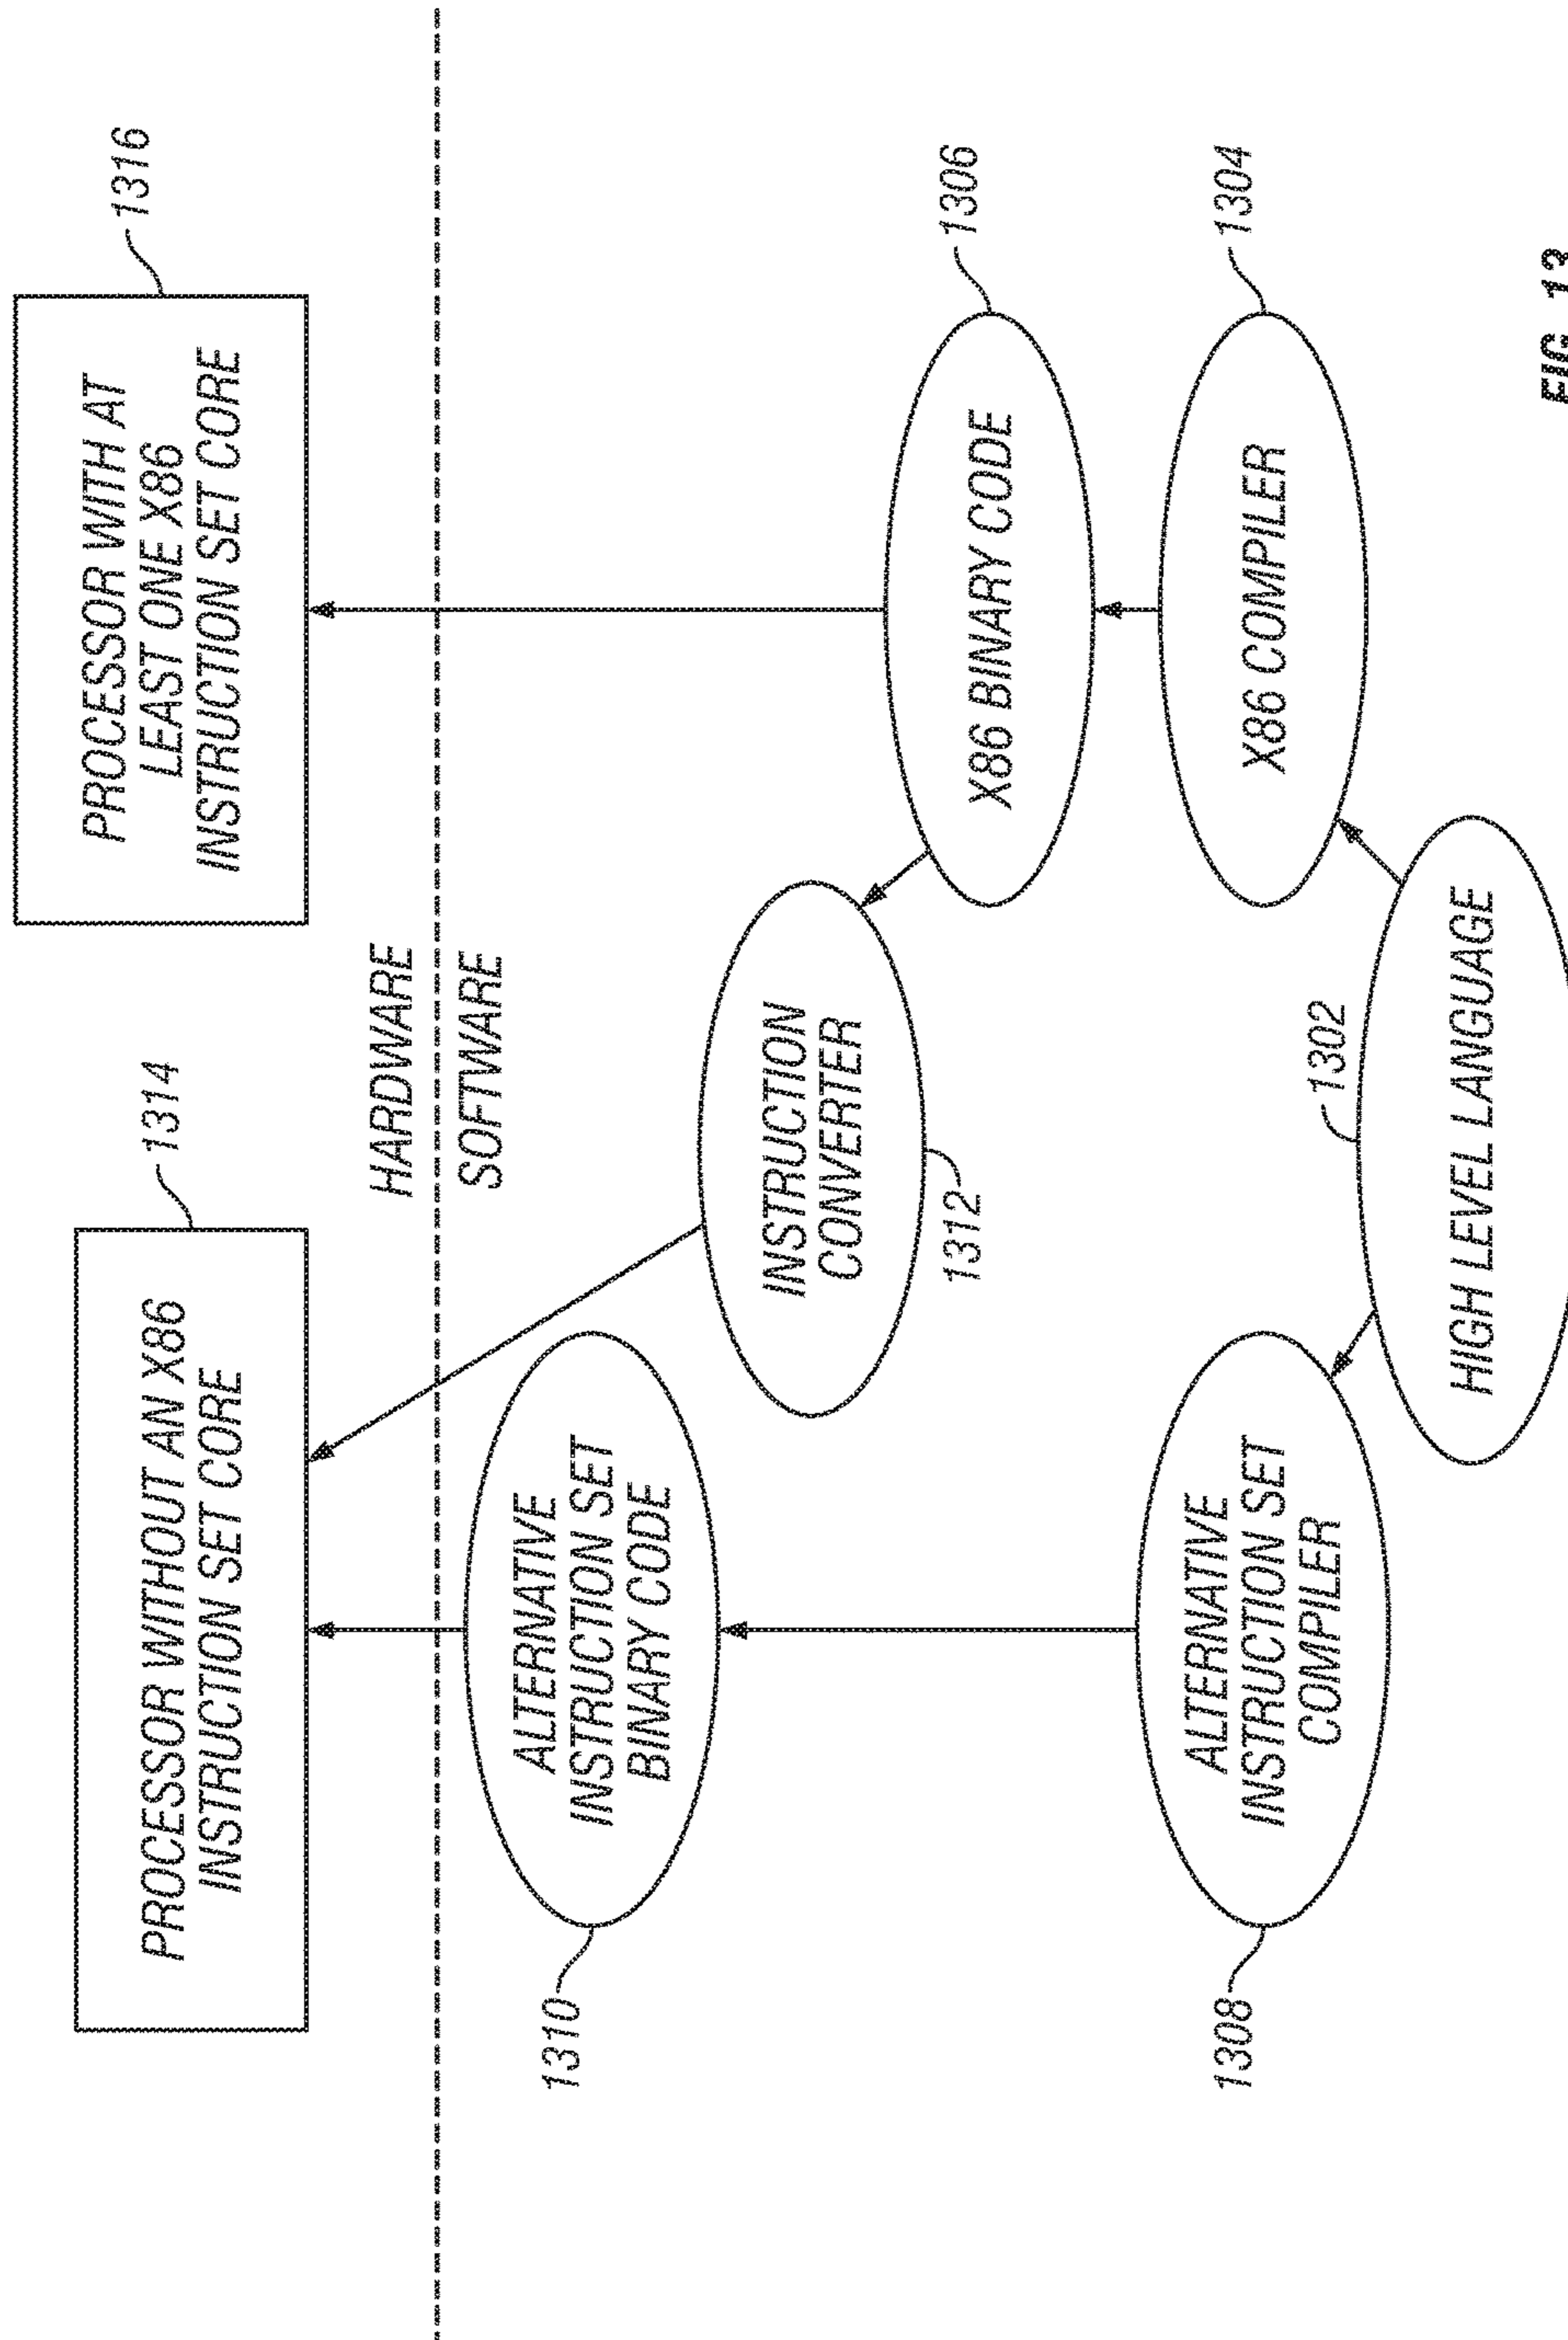 PROCESSOR WITHOUT AN X86
INSTRUCTION SET CORE
1314
PROCESSOR WITH AT
LEAST ONE X86
INSTRUCTION SET CORE
1316
HARDWARE
SOFTWARE
1310
ALTERNATIVE
INSTRUCTION SET
BINARY CODE
INSTRUCTION
CONVERTER
1312
X86 BINARY CODE
1306
1308
ALTERNATIVE
INSTRUCTION SET
COMPILER
X86 COMPILER
1304
1302
HIGH LEVEL LANGUAGE
FIG. 13